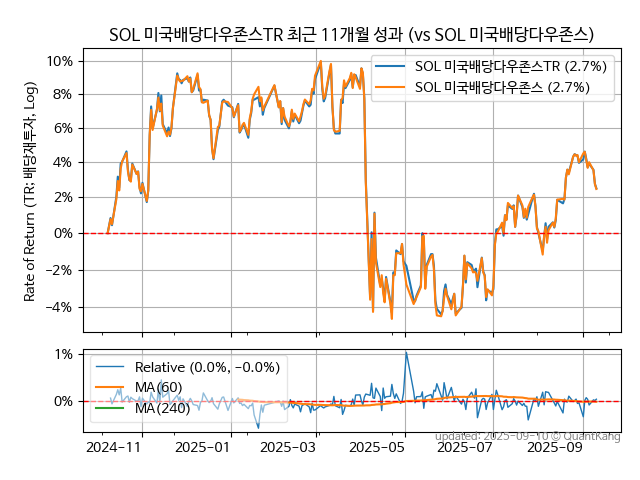 SOL 미국배당다우존스TR 최근 11개월 성과 (vs SOL 미국배당다우존스)
Rate of Return (TR: 배당재투자, Log)
10%
8%
6%
4%
2%
0%
−2%
−4%
SOL 미국배당다우존스TR (2.7%)
SOL 미국배당다우존스 (2.7%)
1%
0%
Relative (0.0%, −0.0%)
MA(60)
MA(240)
updated: 2025-09-10 © QuantKang
2024−11
2025−01
2025−03
2025−05
2025−07
2025−09